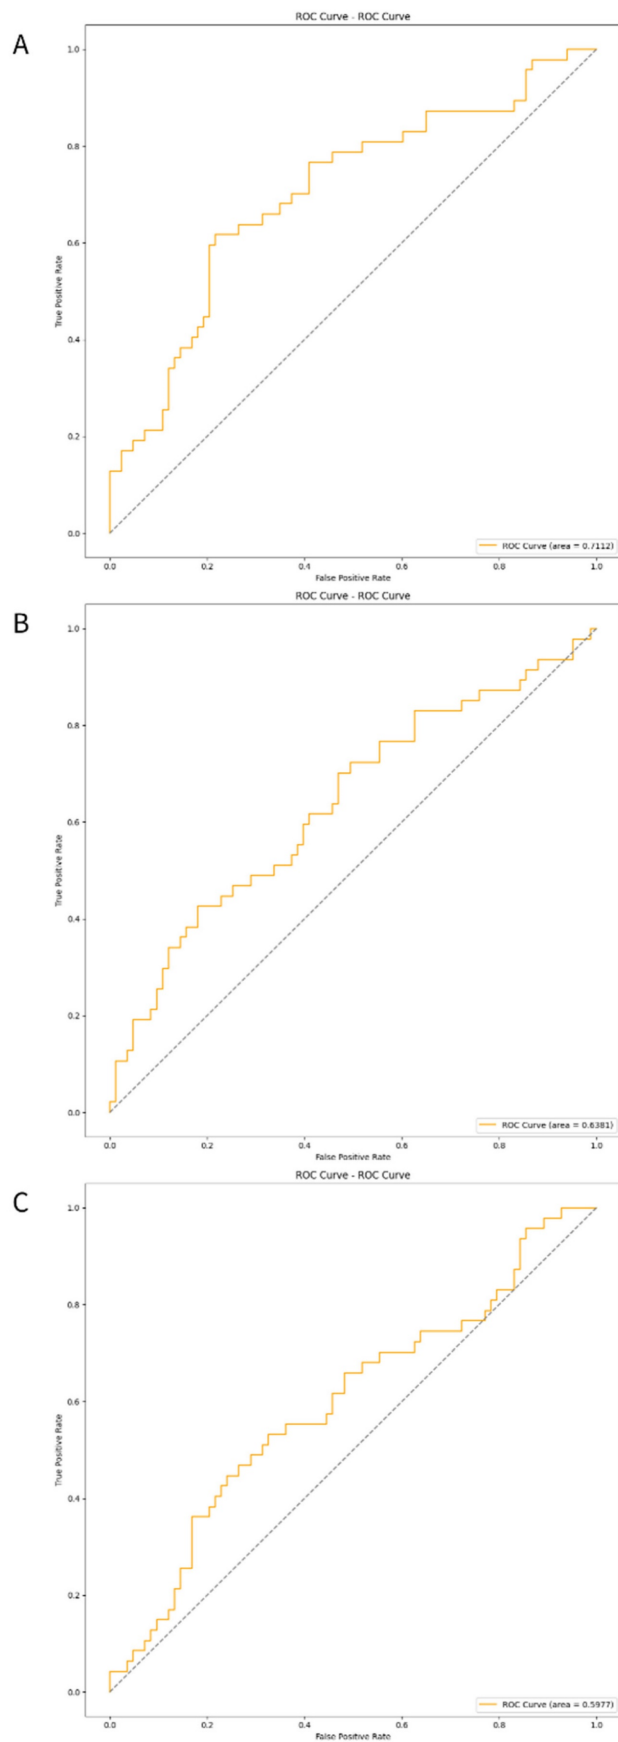 A
ROC Curve - ROC Curve
True Positive Rate
1.0
0.8
0.6
0.4
0.2
0.0
0.0 0.2 0.4 0.6 0.8 1.0
False Positive Rate
ROC Curve (area = 0.7112)
B
ROC Curve - ROC Curve
True Positive Rate
1.0
0.8
0.6
0.4
0.2
0.0
0.0 0.2 0.4 0.6 0.8 1.0
False Positive Rate
ROC Curve (area = 0.6381)
C
ROC Curve - ROC Curve
True Positive Rate
1.0
0.8
0.6
0.4
0.2
0.0
0.0 0.2 0.4 0.6 0.8 1.0
False Positive Rate
ROC Curve (area = 0.5977)